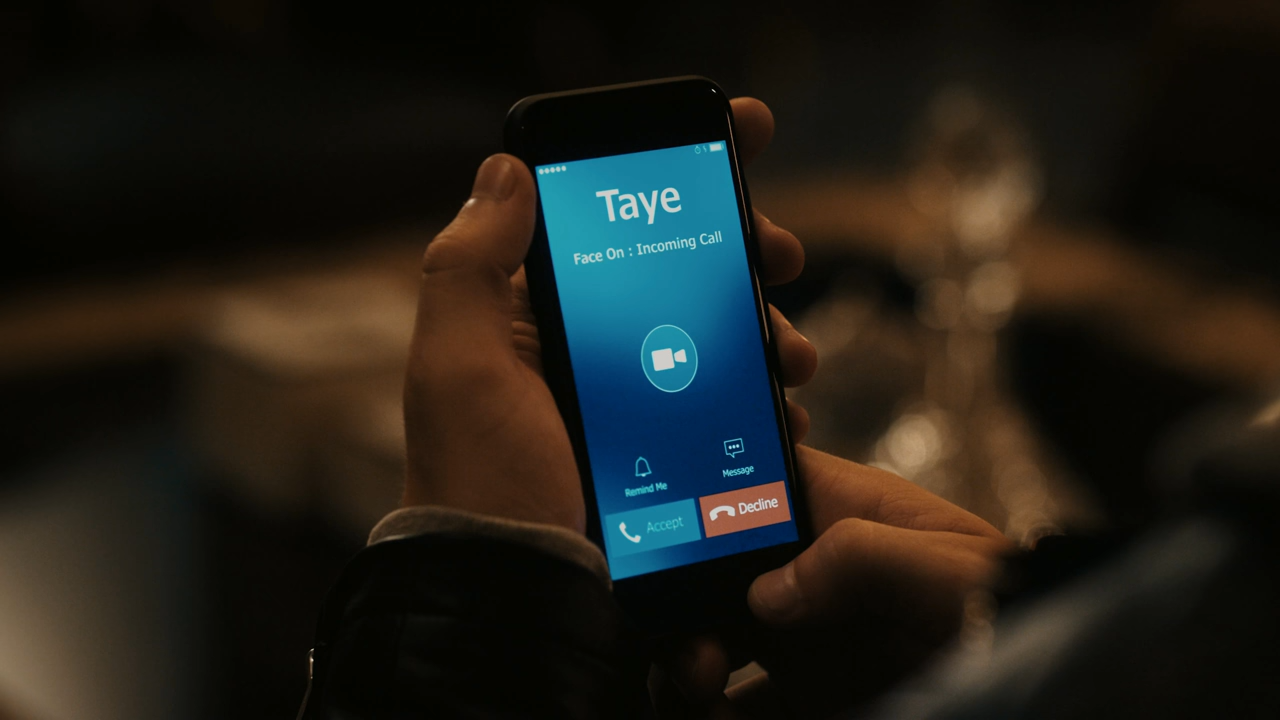 Taye
Face On : Incoming Call
Remind Me
Message
Accept
Decline